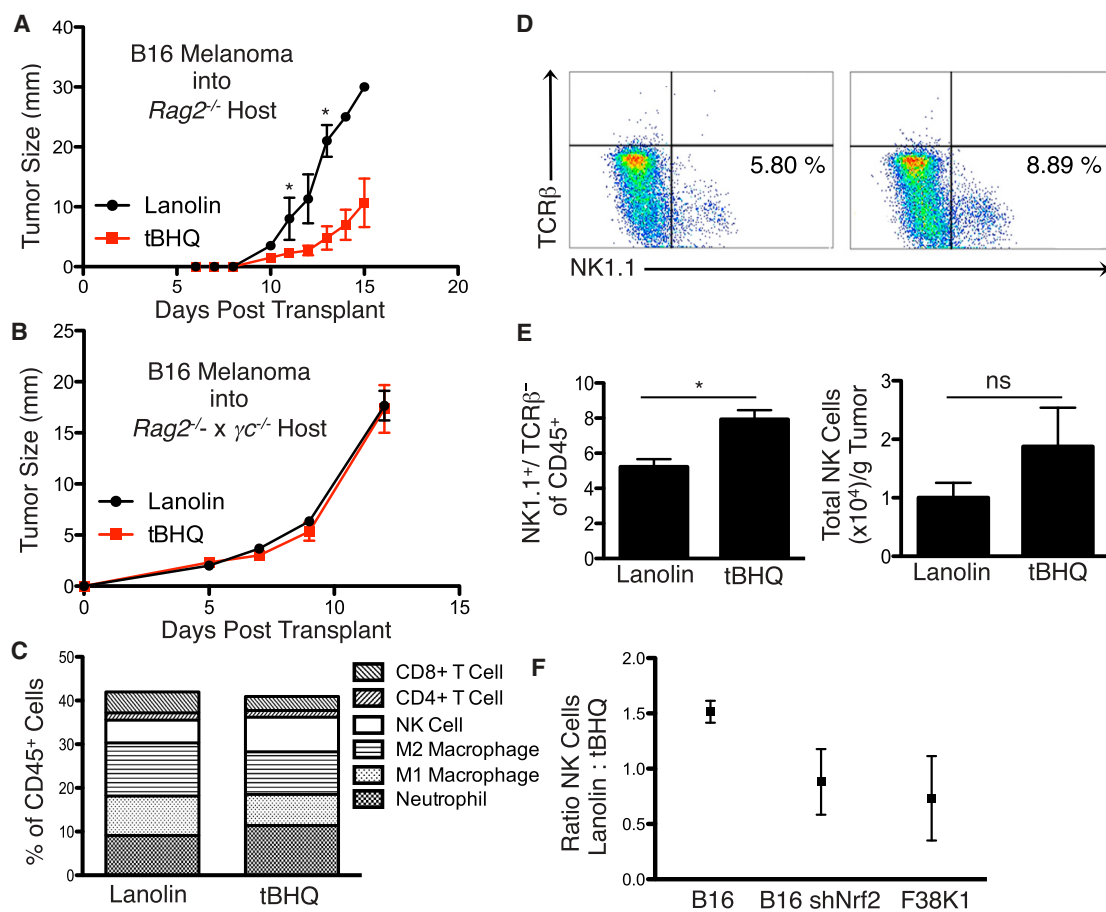 A
B16 Melanoma
into
Rag2-/- Host
Tumor Size (mm)
40
30
20
10
0
*
*
Lanolin
tBHQ
0
5
10
15
20
Days Post Transplant
B
B16 Melanoma
into
Rag2-/-- x γc-/- Host
Tumor Size (mm)
25
20
15
10
5
0
Lanolin
tBHQ
0
5
10
15
Days Post Transplant
C
% of CD45+ Cells
50
40
30
20
10
0
Lanolin
tBHQ
CD8+ T Cell
CD4+ T Cell
NK Cell
M2 Macrophage
M1 Macrophage
Neutrophil
D
TCRβ
5.80 %
8.89 %
NK1.1
E
NK1.1+/ TCRβ-
of CD45+
10
8
6
4
2
0
*
Lanolin
tBHQ
Total NK Cells
(x10⁴)/g Tumor
3
2
1
0
ns
Lanolin
tBHQ
F
Ratio NK Cells
Lanolin : tBHQ
2.0
1.5
1.0
0.5
0.0
B16
B16 shNrf2
F38K1